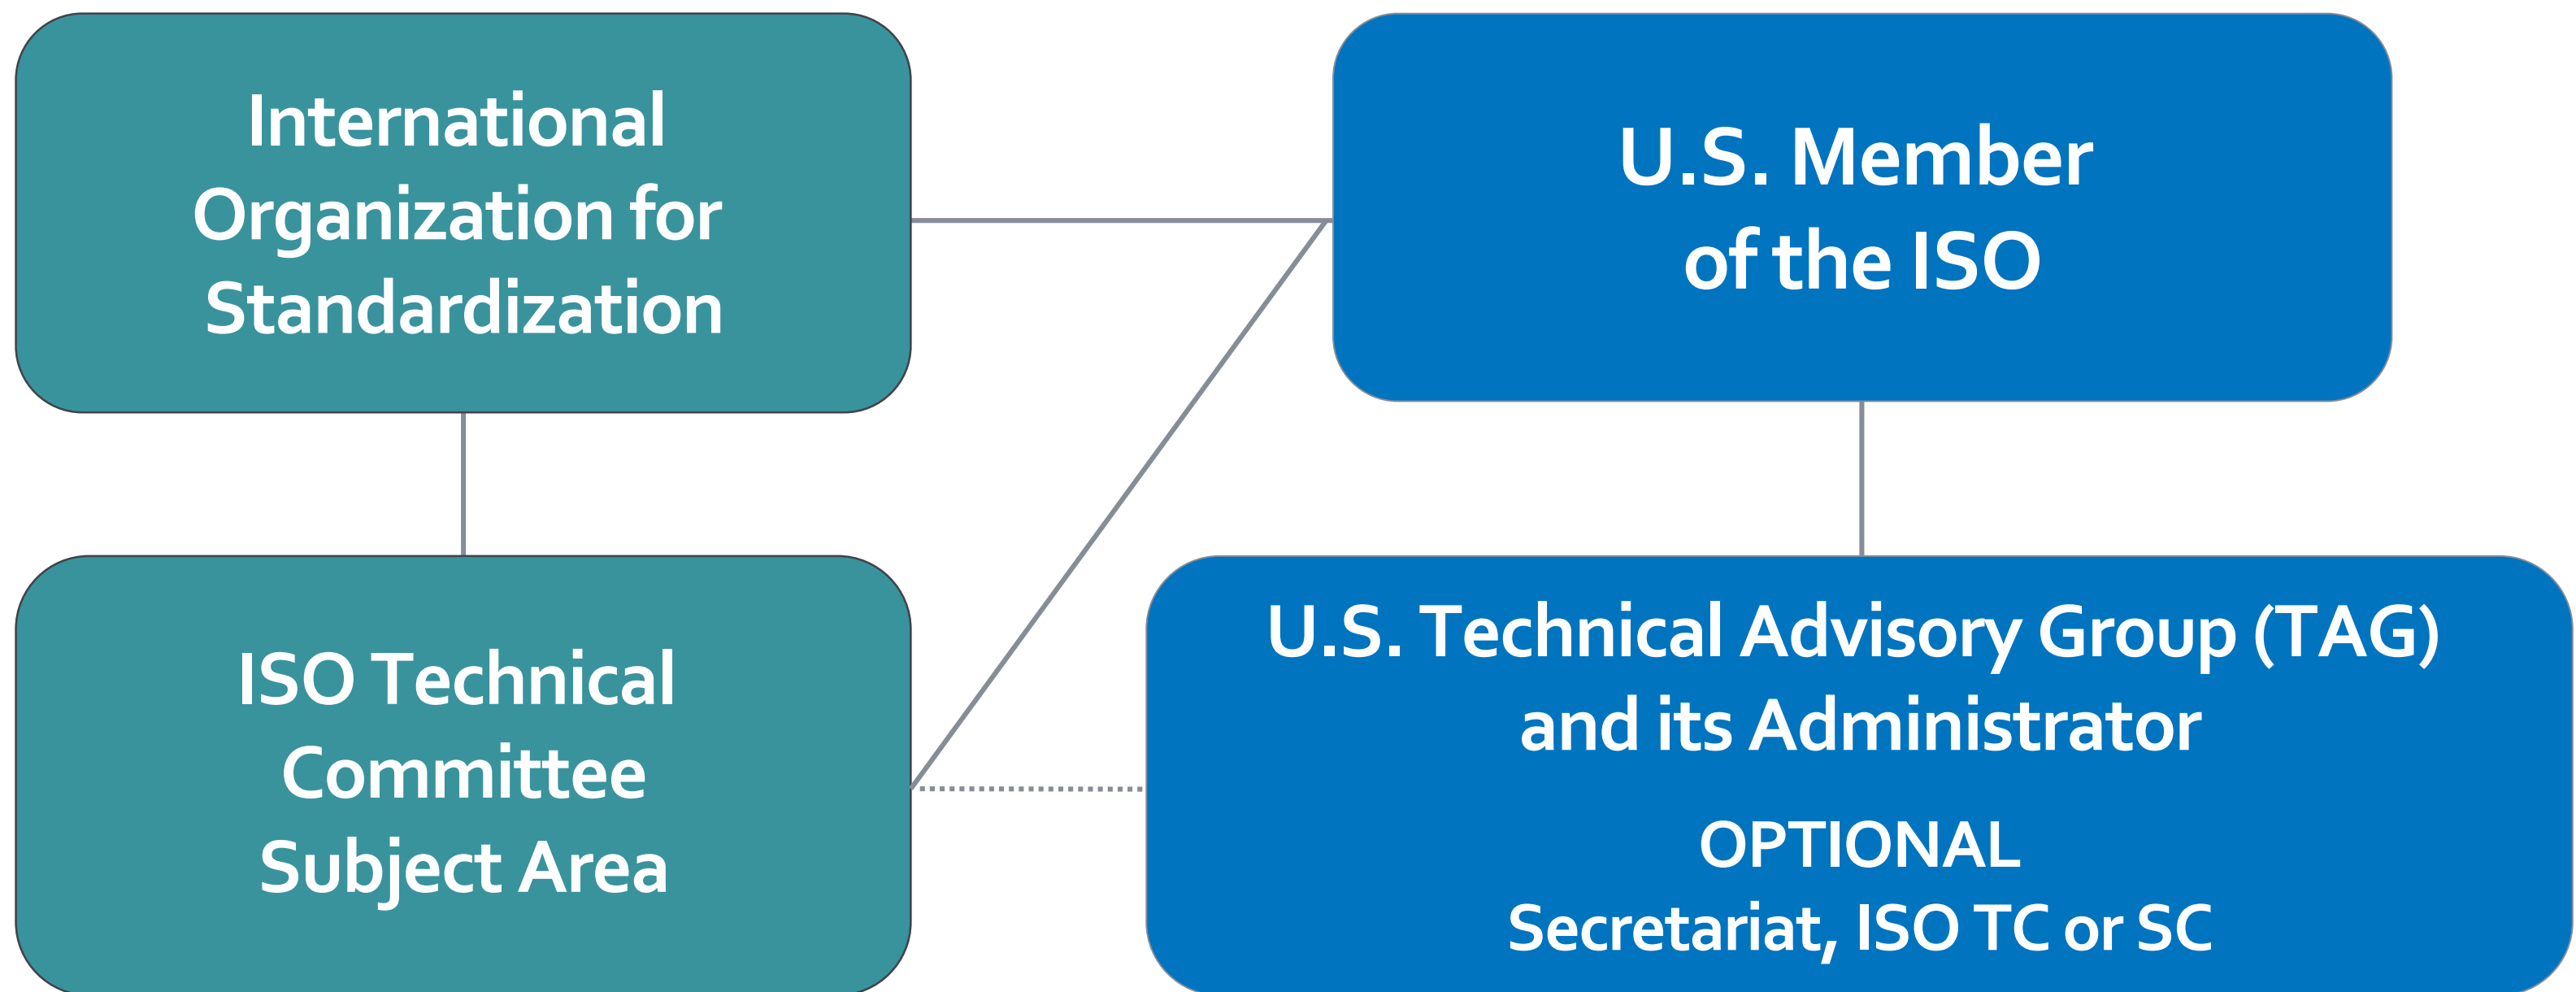 International
Organization for
Standardization
U.S. Member
of the ISO
ISO Technical
Committee
Subject Area
U.S. Technical Advisory Group (TAG)
and its Administrator
OPTIONAL
Secretariat, ISO TC or SC